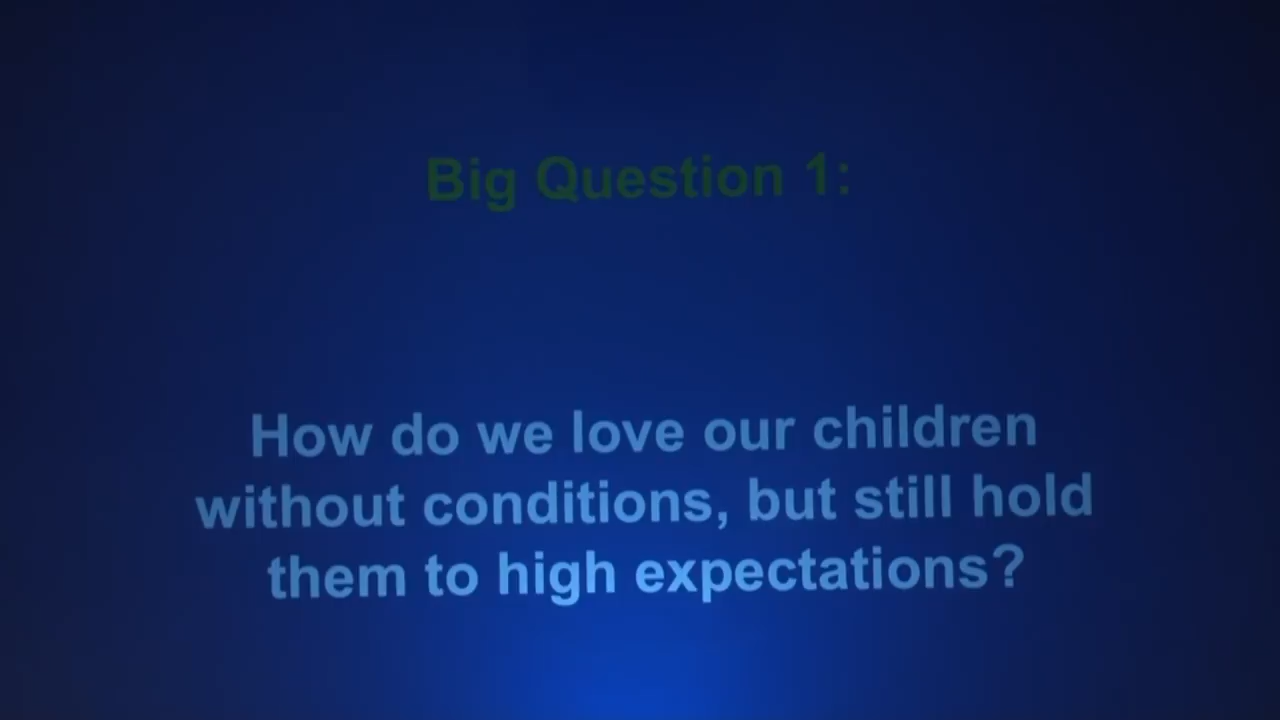 Big Question 1:
How do we love our children
without conditions, but still hold
them to high expectations?